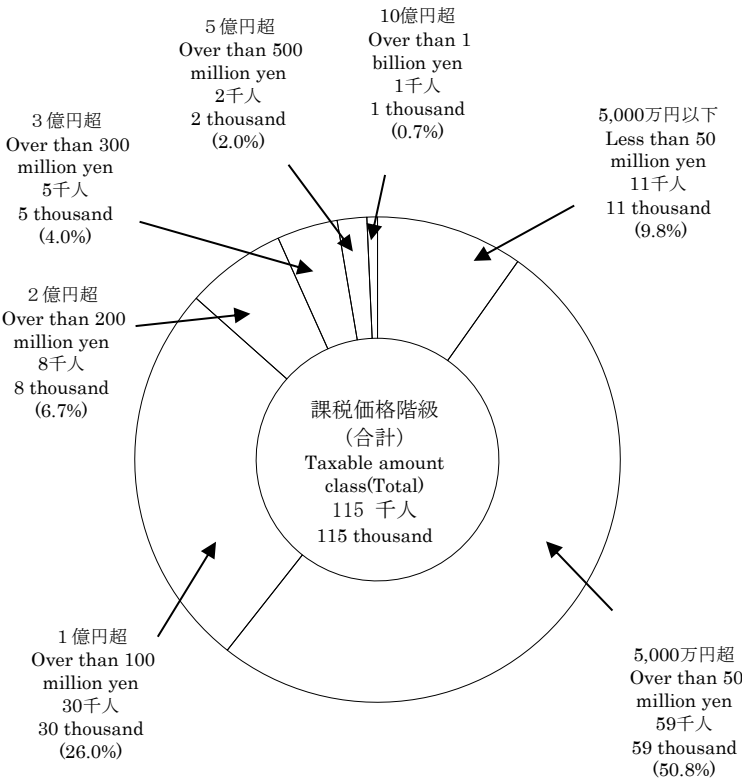 10億円超
Over than 1
billion yen
1千人
1 thousand
(0.7%)
５億円超
Over than 500
million yen
2千人
2 thousand
(2.0%)
３億円超
Over than 300
million yen
5千人
5 thousand
(4.0%)
２億円超
Over than 200
million yen
8千人
8 thousand
(6.7%)
5,000万円以下
Less than 50
million yen
11千人
11 thousand
(9.8%)
課税価格階級
（合計）
Taxable amount
class(Total)
115 千人
115 thousand
１億円超
Over than 100
million yen
30千人
30 thousand
(26.0%)
5,000万円超
Over than 50
million yen
59千人
59 thousand
(50.8%)